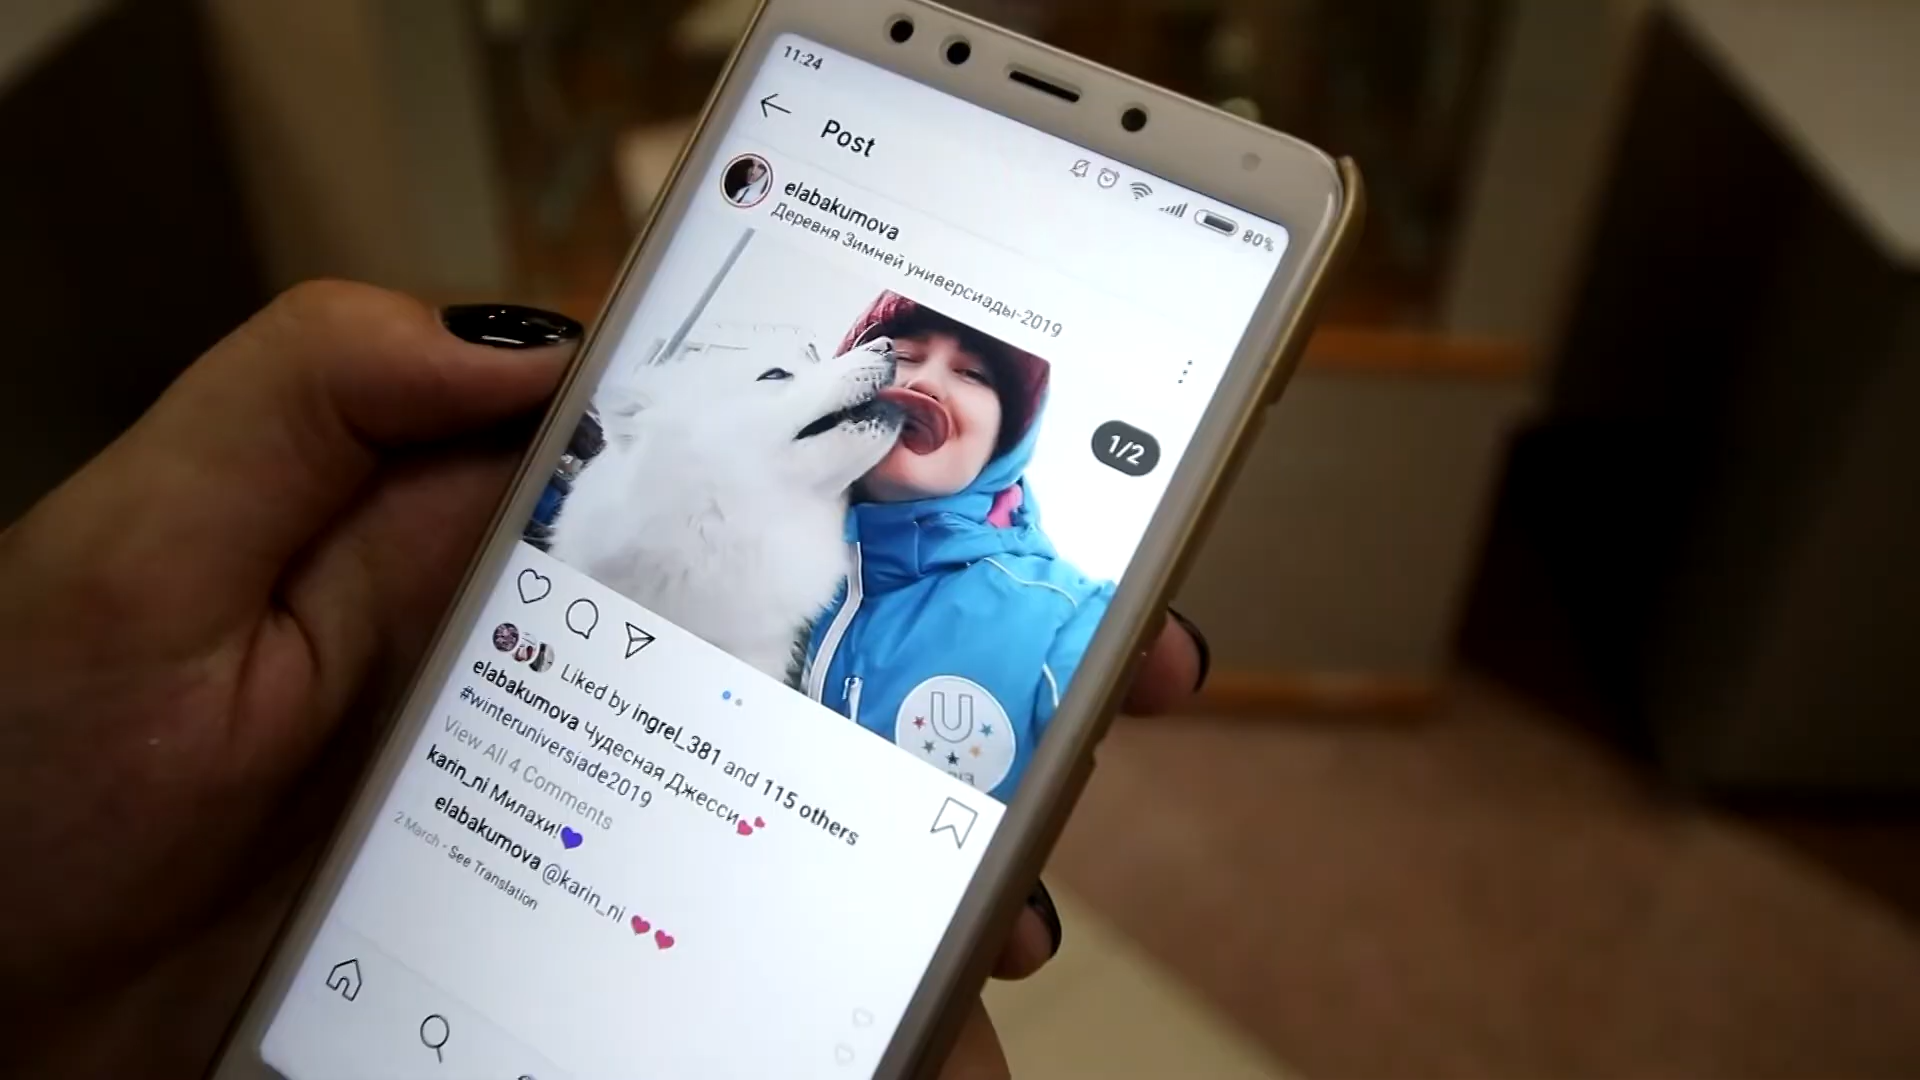 11:24
80%
Post
elabakumova
Деревня Зимней универсиады-2019
1/2
U
Liked by ingrel_381 and 115 others
elabakumova Чудесная Джесси💕
#winteruniversiade2019
View All 4 Comments
karin_ni Милахи!💙
elabakumova @karin_ni ❤❤
2 March · See Translation